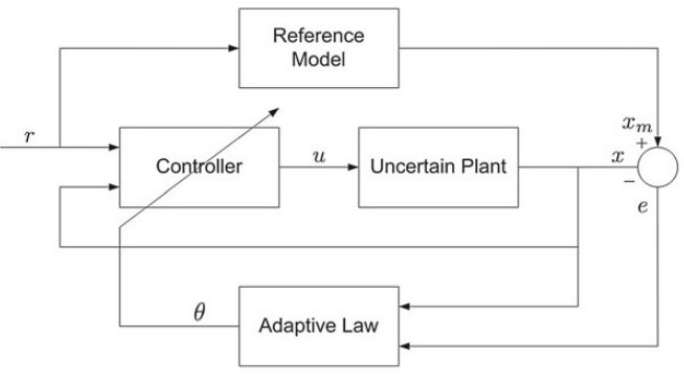 Reference
Model
r
x_m
+
Controller
u
Uncertain Plant
x
−
e
θ
Adaptive Law